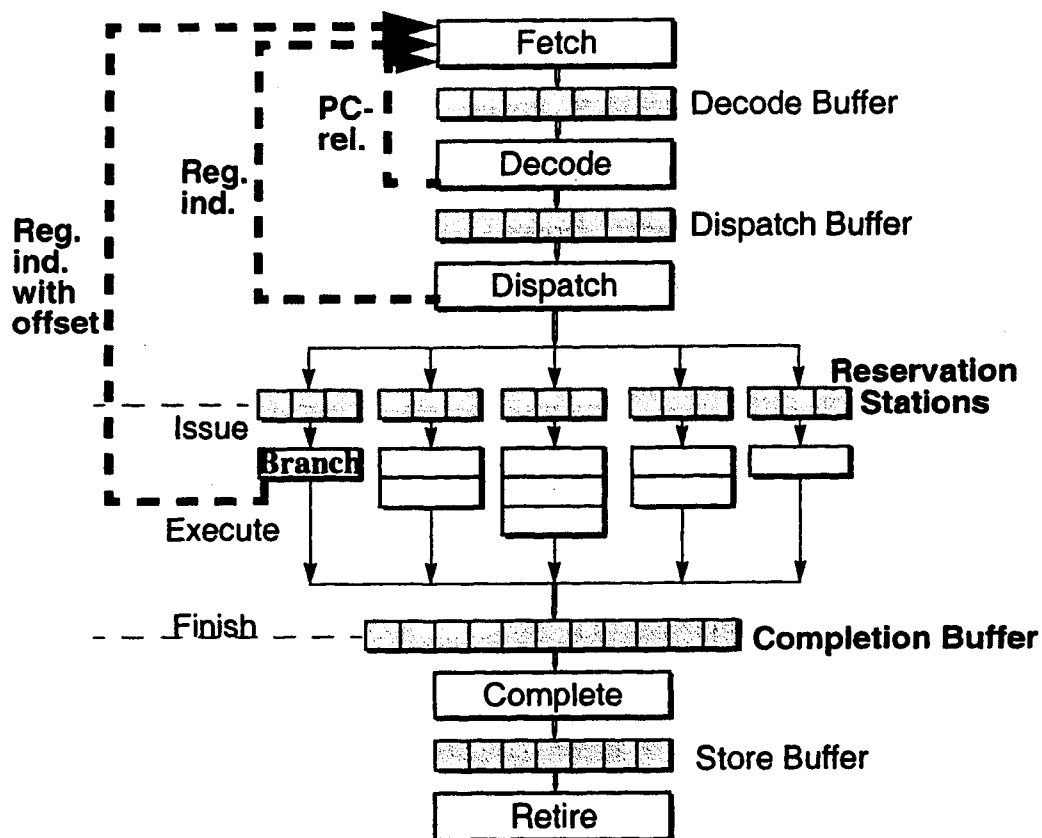 Fetch
PC-
rel.
Decode Buffer
Decode
Reg.
ind.
Dispatch Buffer
Reg.
ind.
with
offset
Dispatch
Reservation
Stations
Issue
Branch
Execute
Finish
Completion Buffer
Complete
Store Buffer
Retire